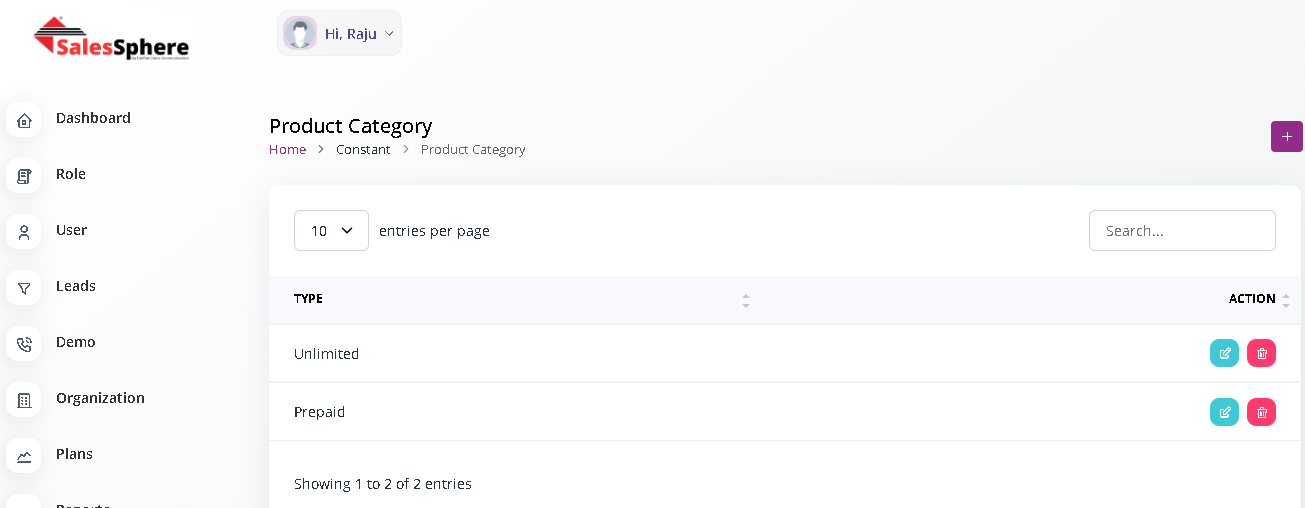 SalesSphere
Hi, Raju
Dashboard
Role
User
Leads
Demo
Organization
Plans
Product Category
Home > Constant > Product Category
+
10 entries per page
Search...
TYPE ACTION
Unlimited
Prepaid
Showing 1 to 2 of 2 entries